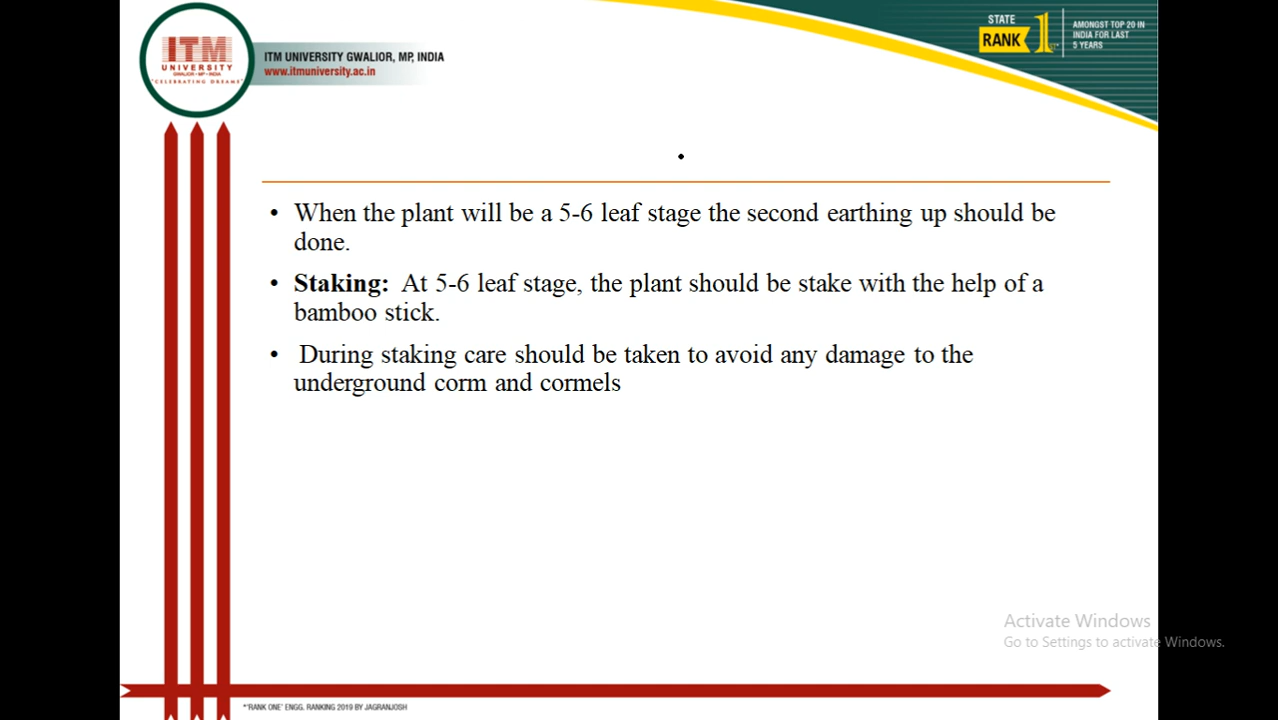 ITM
UNIVERSITY
GWALIOR • MP • INDIA
"CELEBRATING DREAMS"
ITM UNIVERSITY GWALIOR, MP, INDIA
www.itmuniversity.ac.in
STATE
RANK 1ST*
AMONGST TOP 20 IN
INDIA FOR LAST
5 YEARS
.
• When the plant will be a 5-6 leaf stage the second earthing up should be
done.
• Staking: At 5-6 leaf stage, the plant should be stake with the help of a
bamboo stick.
• During staking care should be taken to avoid any damage to the
underground corm and cormels
Activate Windows
Go to Settings to activate Windows.
*'RANK ONE' ENGG. RANKING 2019 BY JAGRANJOSH